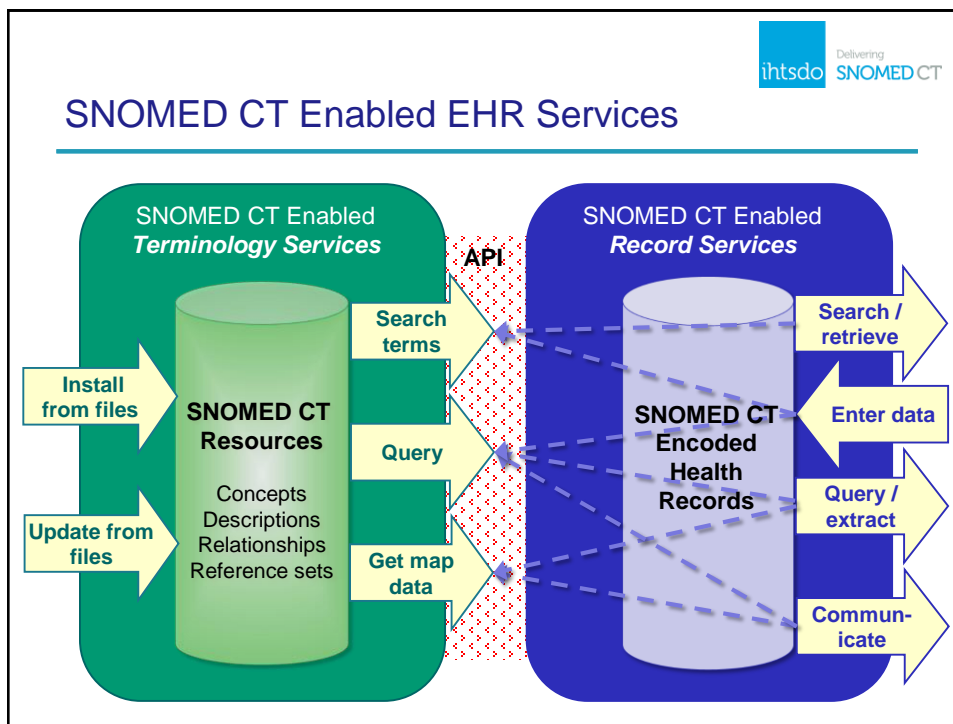 ihtsdo
Delivering
SNOMED CT
SNOMED CT Enabled EHR Services
SNOMED CT Enabled
Terminology Services
Install
from files
Update from
files
SNOMED CT
Resources
Concepts
Descriptions
Relationships
Reference sets
Search
terms
Query
Get map
data
API
SNOMED CT Enabled
Record Services
SNOMED CT
Encoded
Health
Records
Search /
retrieve
Enter data
Query /
extract
Commun-
icate